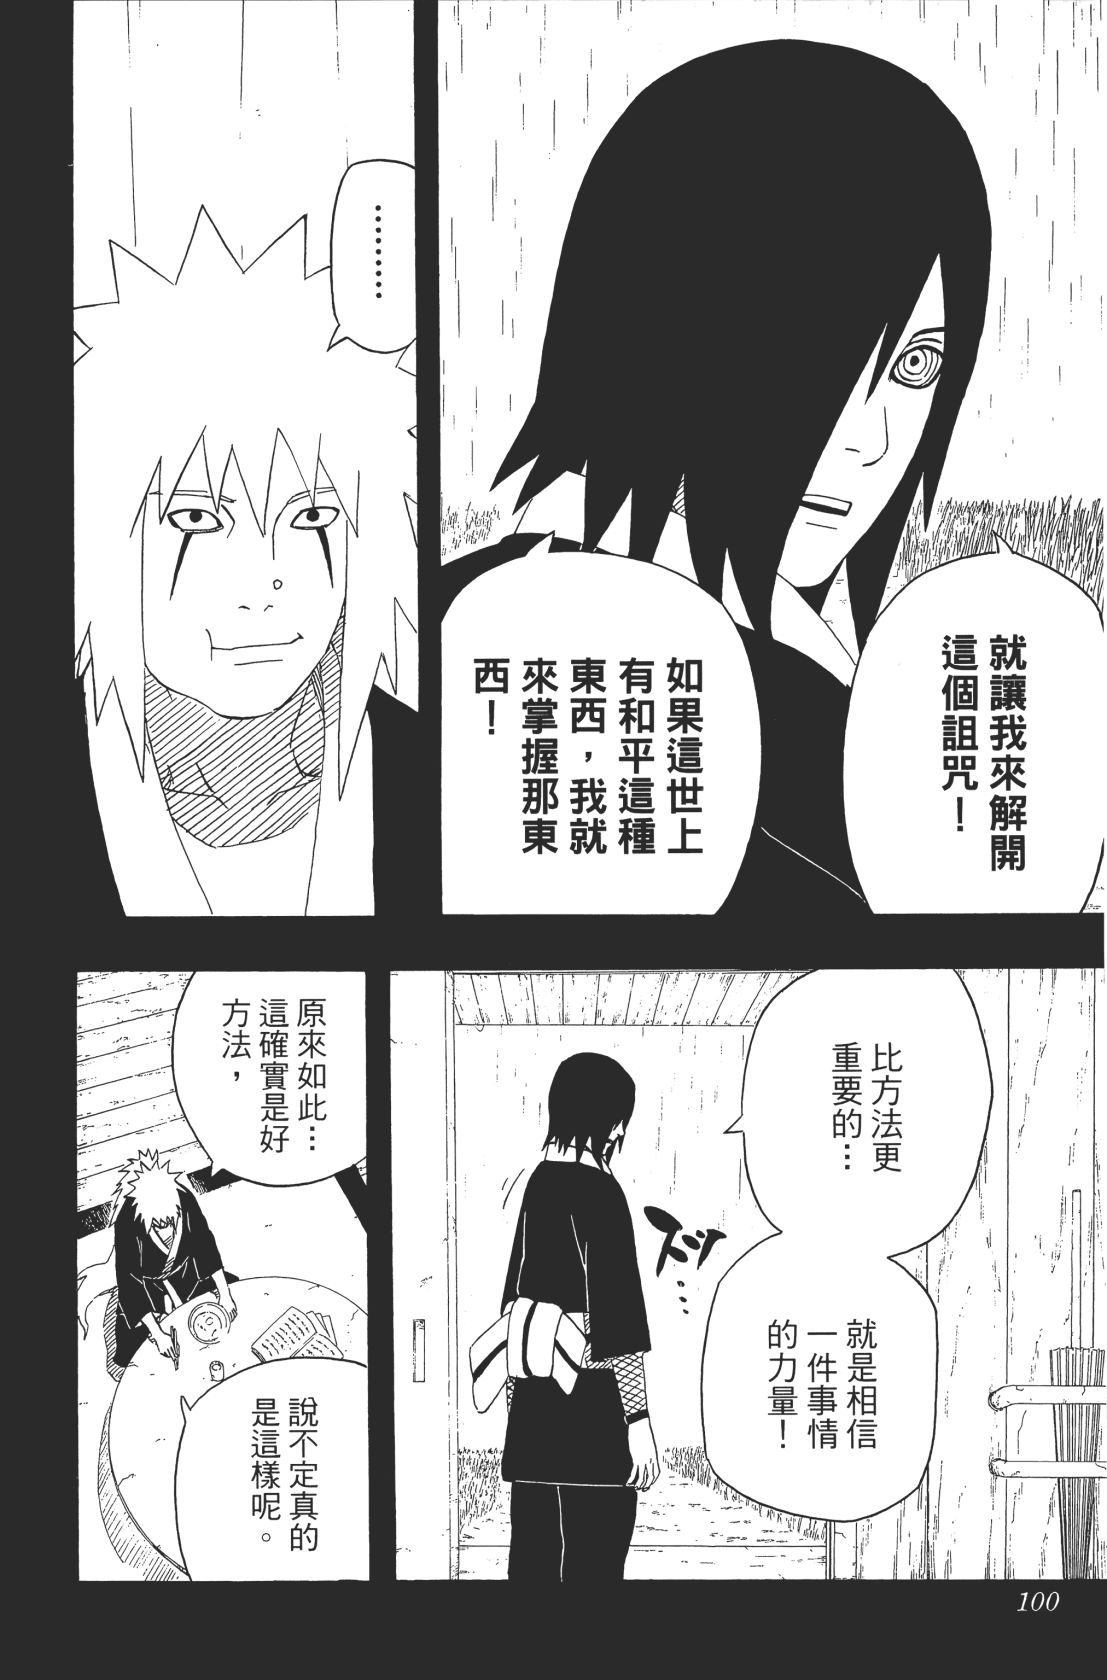 就讓我來解開
這個詛咒！
如果這世上
有和平這種
東西，我就
來掌握那東
西！
………
比方法更
重要的…
就是相信
一件事情
的力量！
ズッ…
原來如此…
這確實是好
方法，
說不定真的
是這樣呢。
100